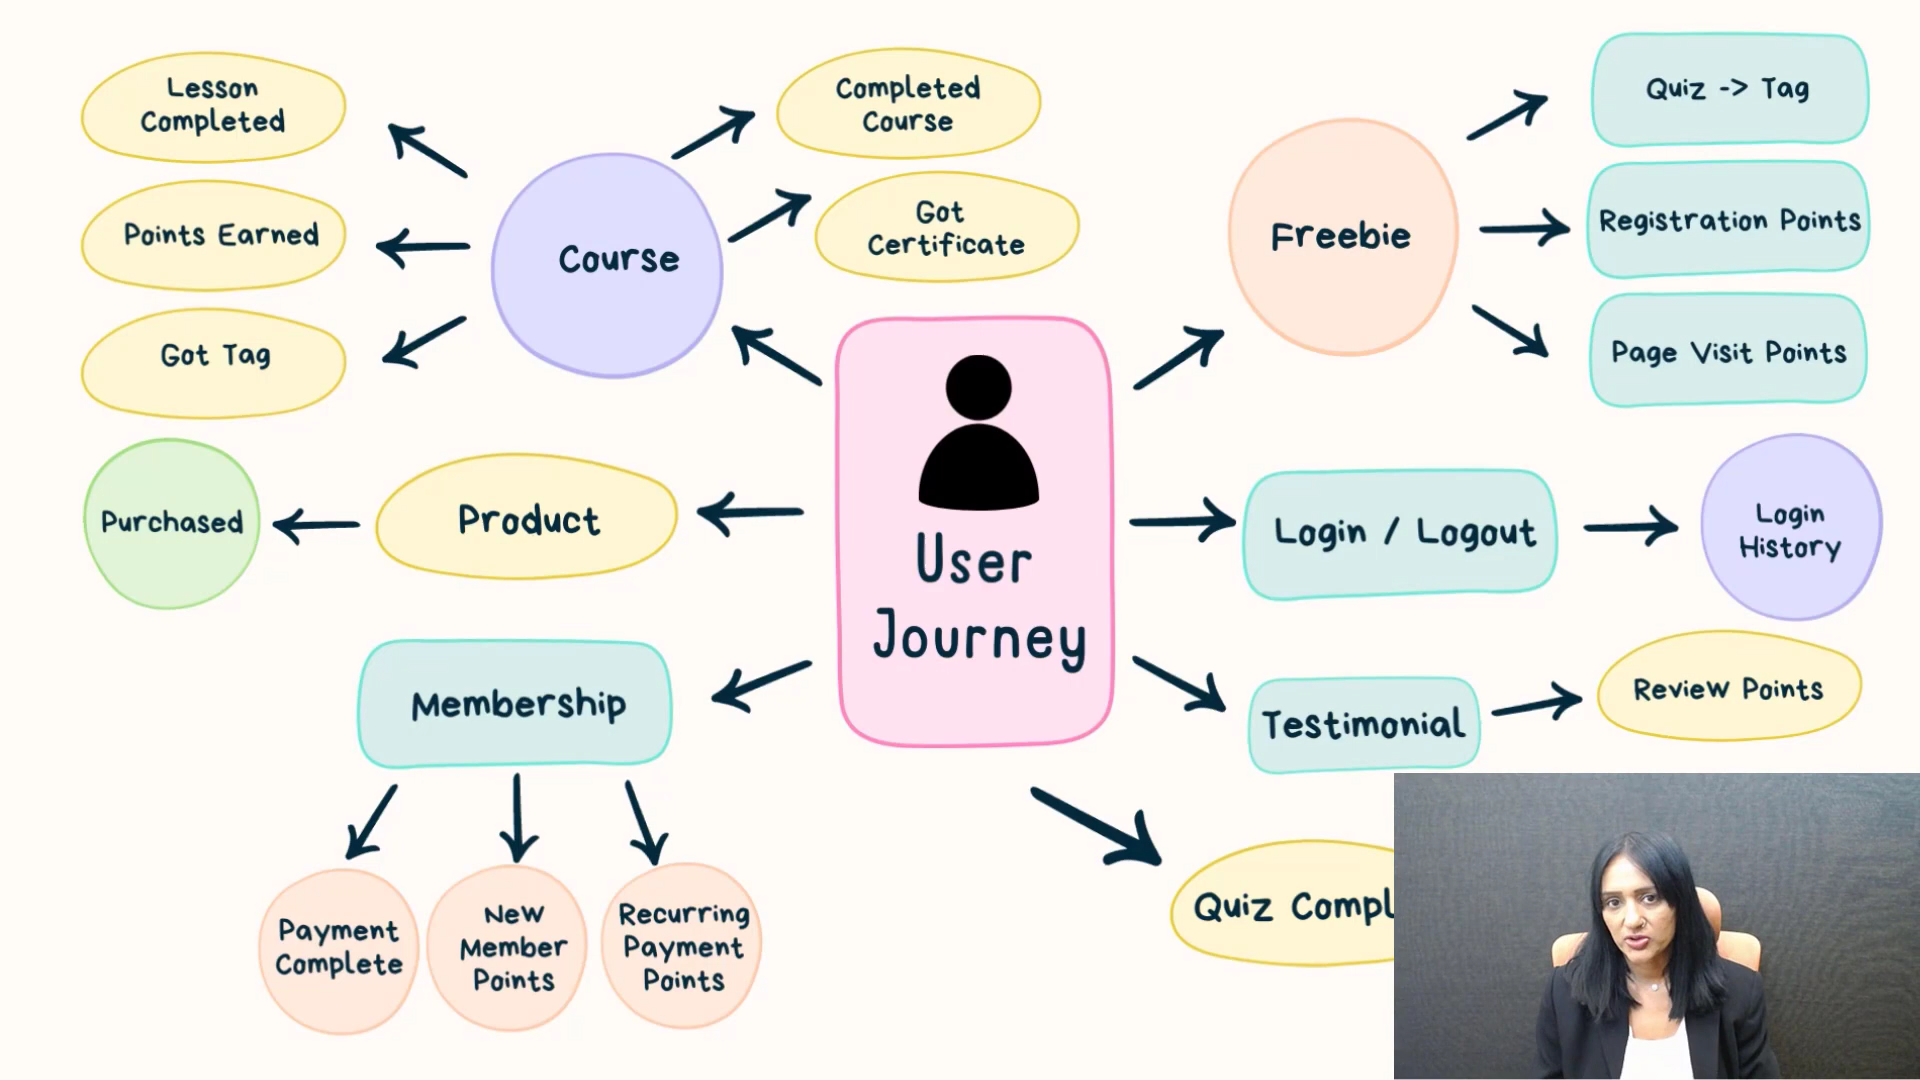 Lesson
Completed
Points Earned
Got Tag
Course
Completed
Course
Got
Certificate
Freebie
Quiz -> Tag
Registration Points
Page Visit Points
Purchased
Product
User
Journey
Login / Logout
Login
History
Membership
Testimonial
Review Points
Payment
Complete
New
Member
Points
Recurring
Payment
Points
Quiz Compl